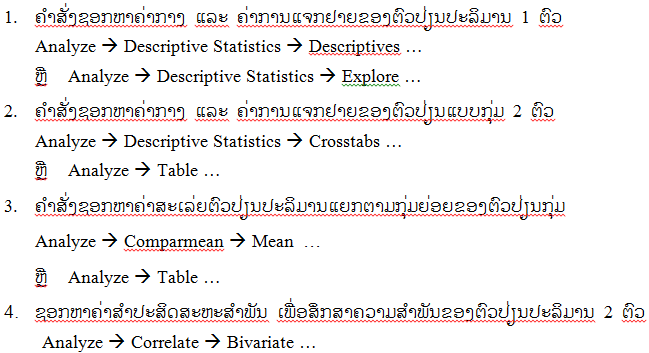 1. ຄຳສັ່ງຊອກຫາຄ່າກາງ ແລະ ຄ່າການແຈກຢາຍຂອງຕົວປ່ຽນປະລິມານ 1 ຕົວ
Analyze → Descriptive Statistics → Descriptives …
ຫຼື Analyze → Descriptive Statistics → Explore …
2. ຄຳສັ່ງຊອກຫາຄ່າກາງ ແລະ ຄ່າການແຈກຢາຍຂອງຕົວປ່ຽນແບບກຸ່ມ 2 ຕົວ
Analyze → Descriptive Statistics → Crosstabs …
ຫຼື Analyze → Table …
3. ຄຳສັ່ງຊອກຫາຄ່າສະເລ່ຍຕົວປ່ຽນປະລິມານແຍກຕາມກຸ່ມຍ່ອຍຂອງຕົວປ່ຽນກຸ່ມ
Analyze → Comparmean → Mean …
ຫຼື Analyze → Table …
4. ຊອກຫາຄ່າສຳປະສິດສະຫະສຳພັນ ເພື່ອສຶກສາຄວາມສຳພັນຂອງຕົວປ່ຽນປະລິມານ 2 ຕົວ
Analyze → Correlate → Bivariate …